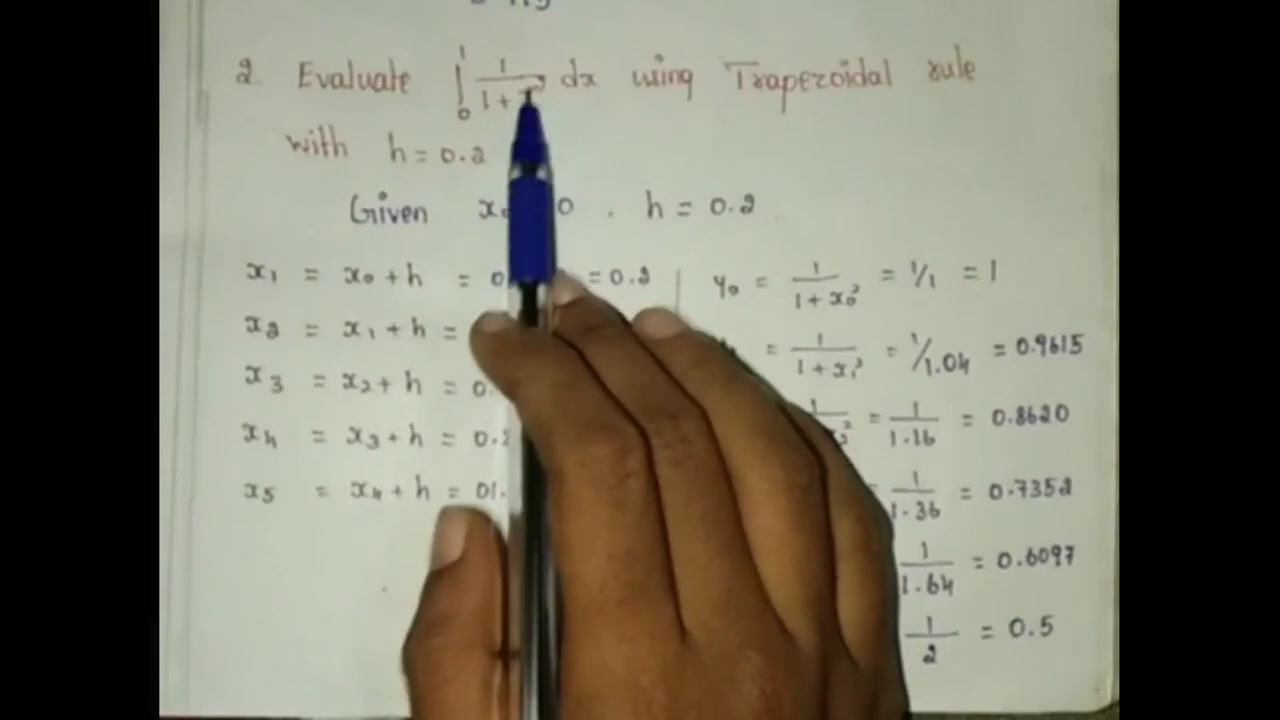 2. Evaluate ∫₀¹ 1/1+ dx using Trapezoidal rule
with h = 0.2
Given x₀ 0 . h = 0.2
x₁ = x₀ + h = 0. = 0.2
x₂ = x₁ + h =
x₃ = x₂ + h = 0.
x₄ = x₃ + h = 0.
x₅ = x₄ + h = 01.
y₀ = 1/1+x₀² = 1/1 = 1
= 1/1+x₁² = 1/1.04 = 0.9615
= 1/1.16 = 0.8620
1/1.36 = 0.7352
1/1.64 = 0.6097
1/2 = 0.5